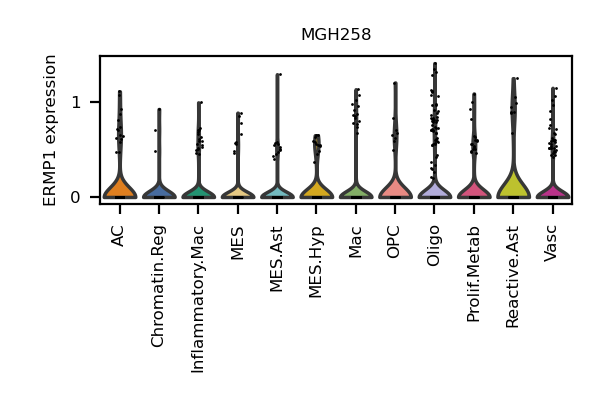 MGH258
ERMP1 expression
1
0
AC
Chromatin.Reg
Inflammatory.Mac
MES
MES.Ast
MES.Hyp
Mac
OPC
Oligo
Prolif.Metab
Reactive.Ast
Vasc